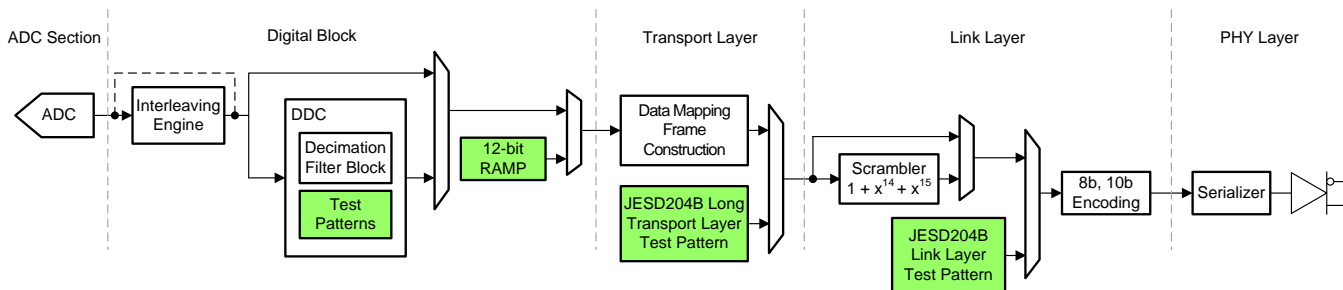 ADC Section
Digital Block
Transport Layer
Link Layer
PHY Layer
ADC
Interleaving
Engine
DDC
Decimation
Filter Block
Test
Patterns
12-bit
RAMP
Data Mapping
Frame
Construction
JESD204B Long
Transport Layer
Test Pattern
Scrambler
1 + x¹⁴ + x¹⁵
JESD204B
Link Layer
Test Pattern
8b, 10b
Encoding
Serializer